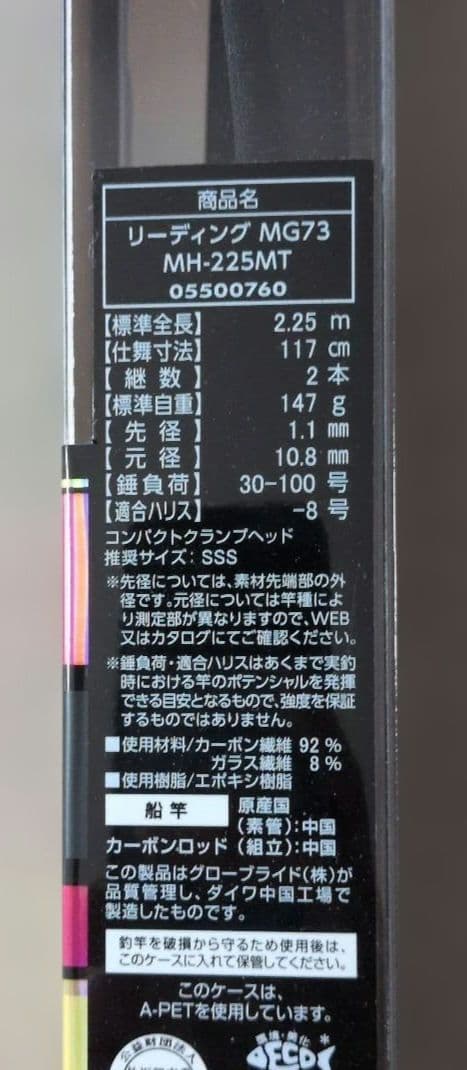 商品名
リーディング MG73
MH-225MT
05500760
【標準全長】 2.25 m
【仕舞寸法】 117 cm
【継数】 2 本
【標準自重】 147 g
【先径】 1.1 mm
【元径】 10.8 mm
【錘負荷】 30-100 号
【適合ハリス】 -8 号
コンパクトクランプヘッド
推奨サイズ：SSS
※先径については、素材先端部の外
径です。元径については竿種によ
り測定部が異なりますので、WEB
又はカタログにてご確認ください。
※錘負荷・適合ハリスはあくまで実釣
時における竿のポテンシャルを発揮
できる目安となるもので、強度を保証
するものではありません。
■使用材料/カーボン繊維 92 %
ガラス繊維 8 %
■使用樹脂/エポキシ樹脂
船竿 原産国
(素管)：中国
カーボンロッド (組立)：中国
この製品はグローブライド(株)が
品質管理し、ダイワ中国工場で
製造したものです。
釣竿を破損から守るため使用後は、
このケースに入れて保管してください。
このケースは、
A-PETを使用しています。
公益財団法人
環境・美化